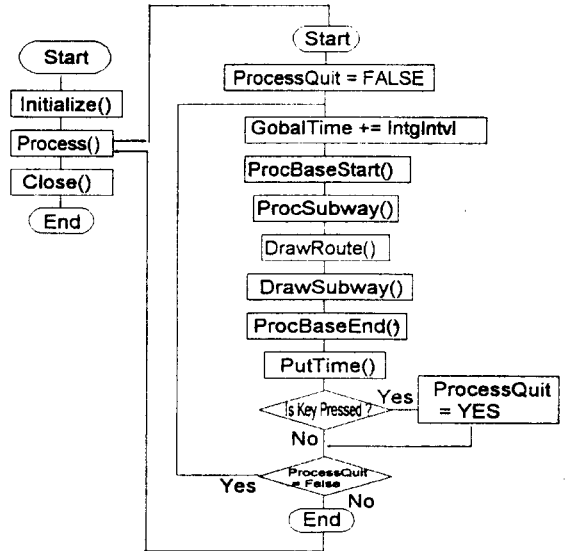 Start
Initialize()
Process()
Close()
End
Start
ProcessQuit = FALSE
GobalTime += IntgIntvl
ProcBaseStart()
ProcSubway()
DrawRoute()
DrawSubway()
ProcBaseEnd()
PutTime()
Is Key Pressed ?
Yes
ProcessQuit
= YES
No
ProcessQuit
= False
Yes
No
End